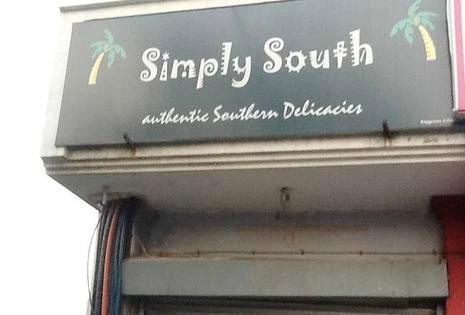 Simply South
authentic Southern Delicacies